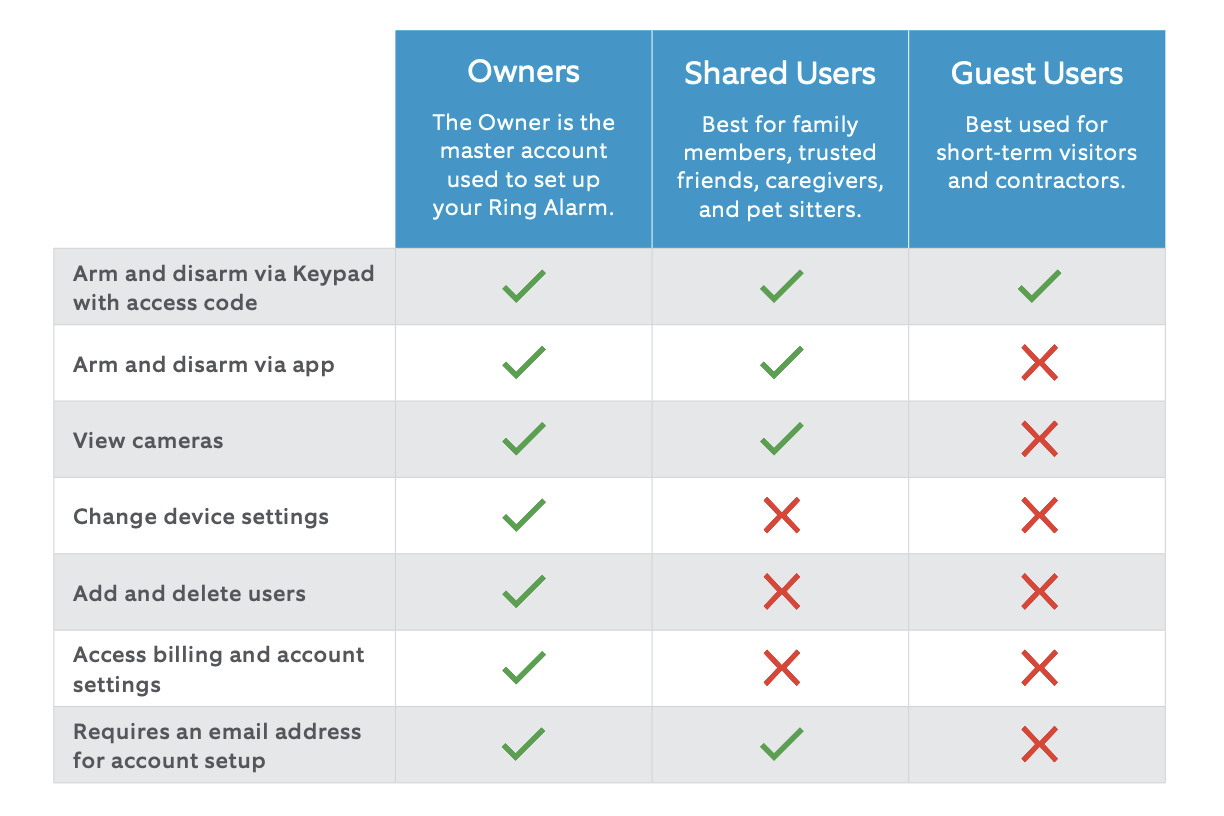 Owners
The Owner is the
master account
used to set up
your Ring Alarm.
Shared Users
Best for family
members, trusted
friends, caregivers,
and pet sitters.
Guest Users
Best used for
short-term visitors
and contractors.
Arm and disarm via Keypad
with access code
Arm and disarm via app
View cameras
Change device settings
Add and delete users
Access billing and account
settings
Requires an email address
for account setup